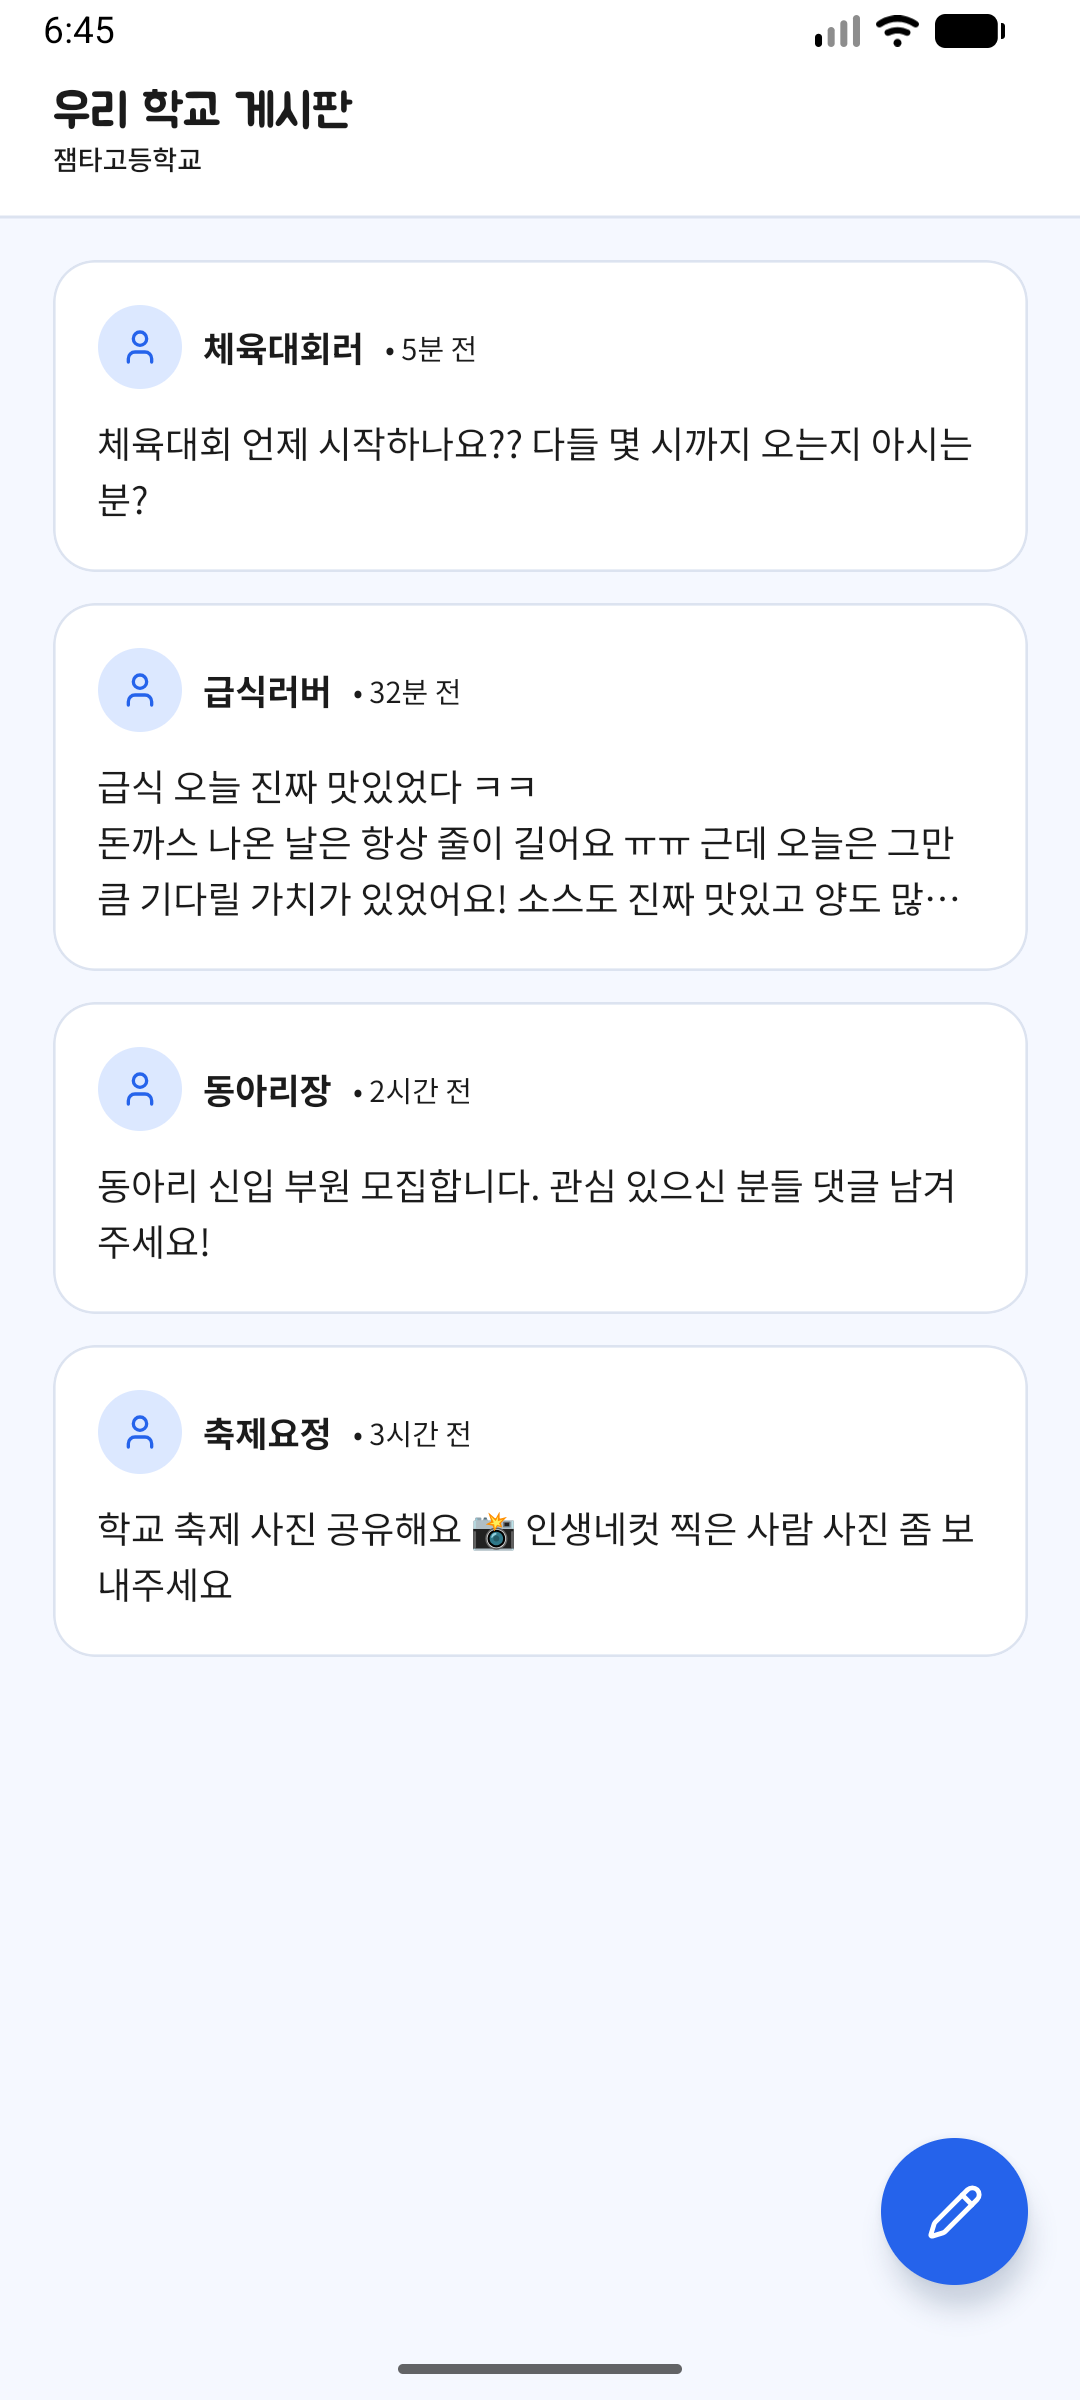 6:45
우리 학교 게시판
잼타고등학교
체육대회러 • 5분 전
체육대회 언제 시작하나요?? 다들 몇 시까지 오는지 아시는
분?
급식러버 • 32분 전
급식 오늘 진짜 맛있었다 ㅋㅋ
돈까스 나온 날은 항상 줄이 길어요 ㅠㅠ 근데 오늘은 그만
큼 기다릴 가치가 있었어요! 소스도 진짜 맛있고 양도 많…
동아리장 • 2시간 전
동아리 신입 부원 모집합니다. 관심 있으신 분들 댓글 남겨
주세요!
축제요정 • 3시간 전
학교 축제 사진 공유해요 📸 인생네컷 찍은 사람 사진 좀 보
내주세요